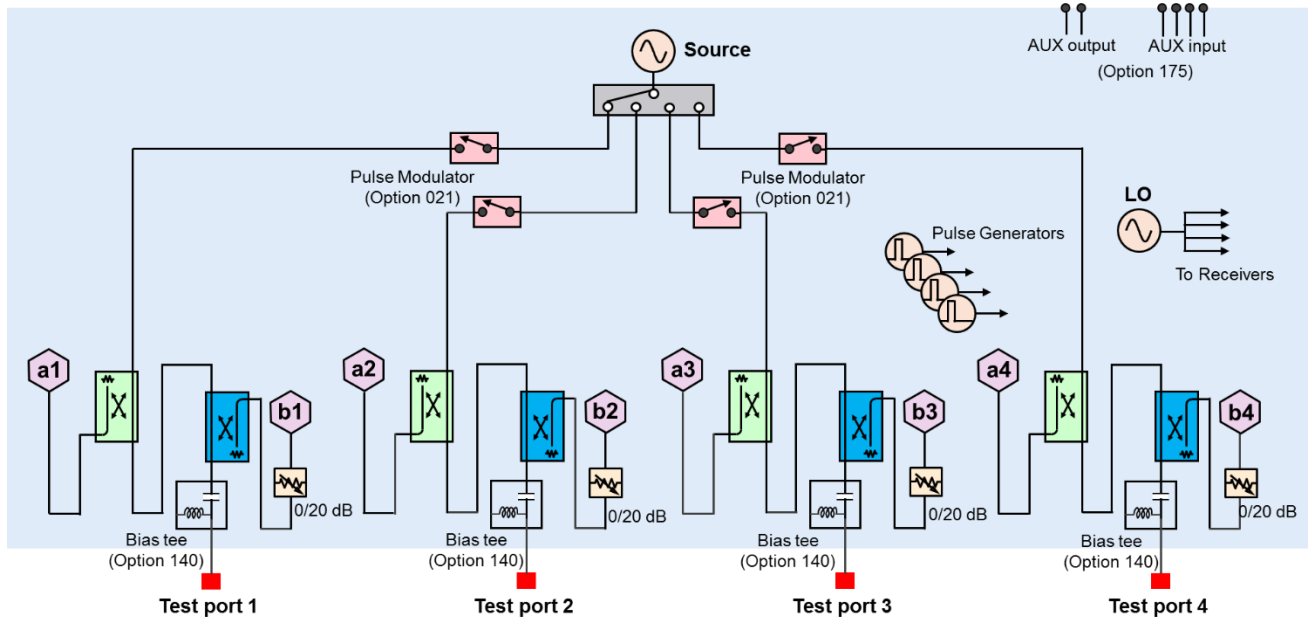 Source
AUX output
AUX input
(Option 175)
Pulse Modulator
(Option 021)
Pulse Modulator
(Option 021)
LO
Pulse Generators
To Receivers
a1
b1
a2
b2
a3
b3
a4
b4
0/20 dB
0/20 dB
0/20 dB
0/20 dB
Bias tee
(Option 140)
Bias tee
(Option 140)
Bias tee
(Option 140)
Bias tee
(Option 140)
Test port 1
Test port 2
Test port 3
Test port 4